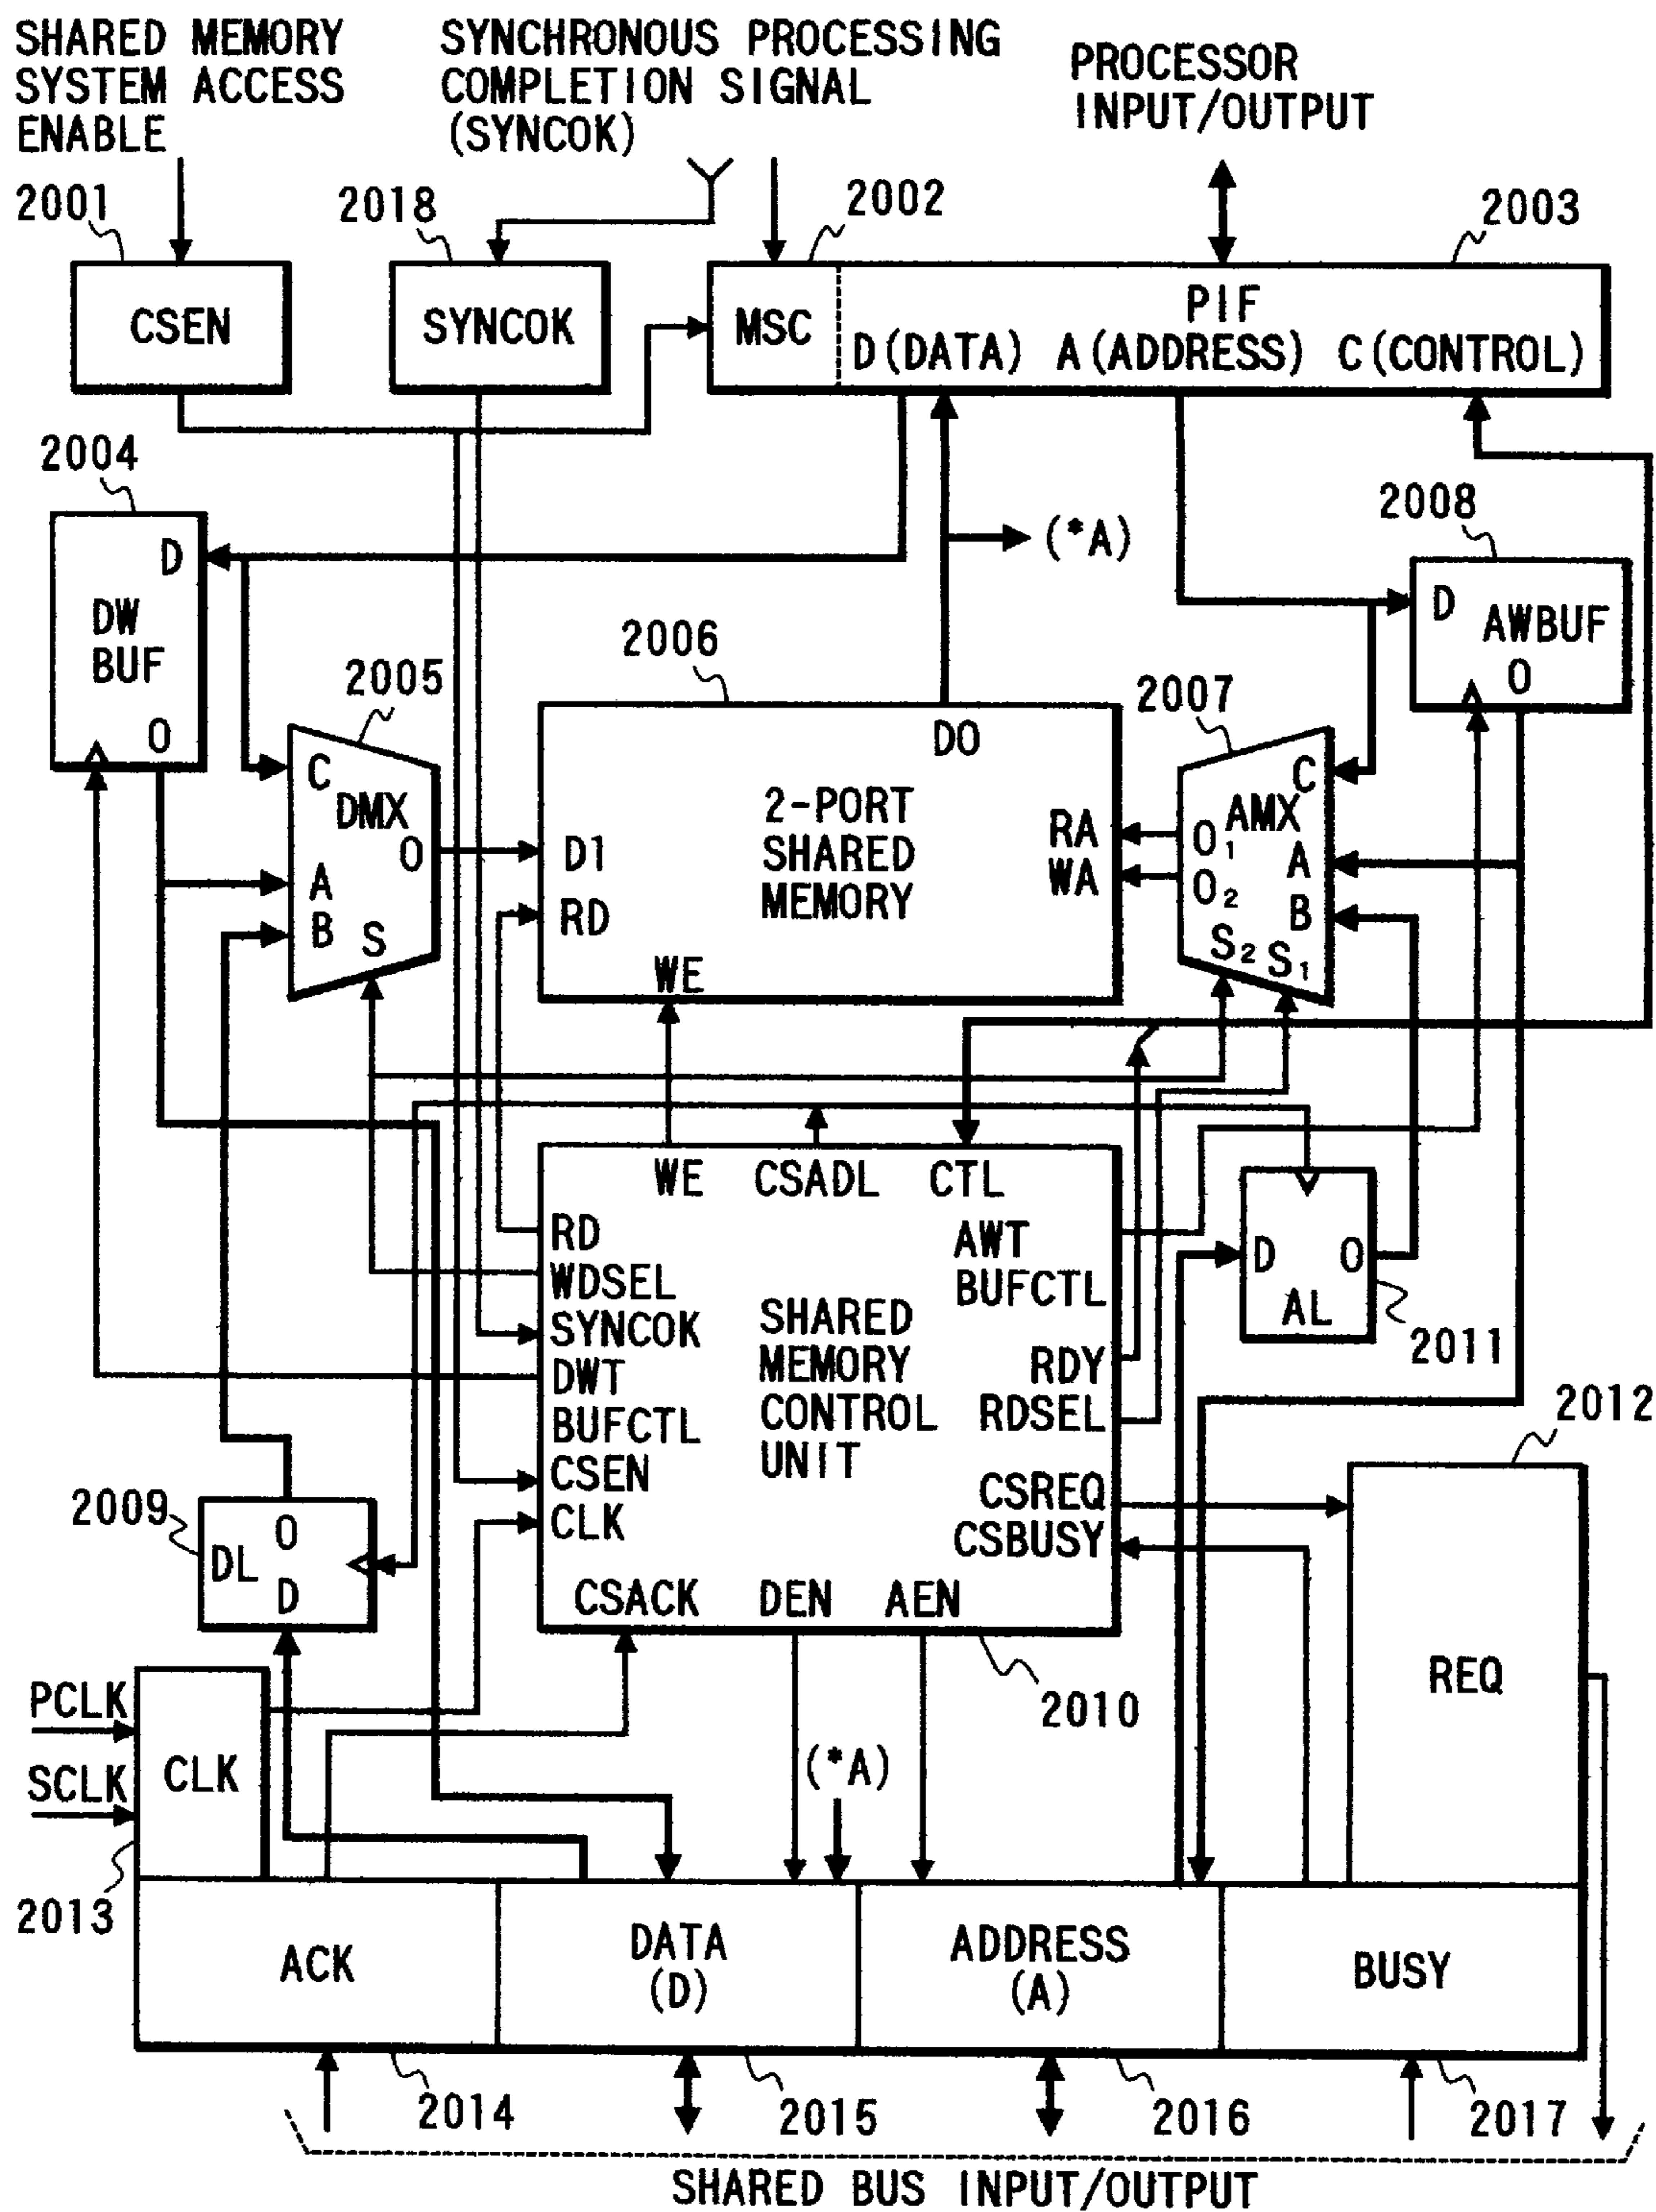 SHARED MEMORY
SYSTEM ACCESS
ENABLE
SYNCHRONOUS PROCESSING
COMPLETION SIGNAL
(SYNCOK)
PROCESSOR
INPUT/OUTPUT
2001
2018
2002
2003
CSEN
SYNCOK
MSC
PIF
D(DATA) A(ADDRESS) C(CONTROL)
2004
(*A)
2008
D
DW
BUF
O
D
AWBUF
O
2005
2006
2007
C
DMX
O
A
B
S
DO
2-PORT
SHARED
MEMORY
D1
RD
WE
RA
WA
C
AMX
O1
O2
A
B
S2
S1
WE
CSADL
CTL
RD
WDSEL
SYNCOK
DWT
BUFCTL
CSEN
CLK
SHARED
MEMORY
CONTROL
UNIT
AWT
BUFCTL
RDY
RDSEL
CSREQ
CSBUSY
CSACK
DEN
AEN
D
O
AL
2011
2012
2009
O
DL
D
2010
REQ
PCLK
SCLK
CLK
(*A)
2013
ACK
DATA
(D)
ADDRESS
(A)
BUSY
2014
2015
2016
2017
SHARED BUS INPUT/OUTPUT